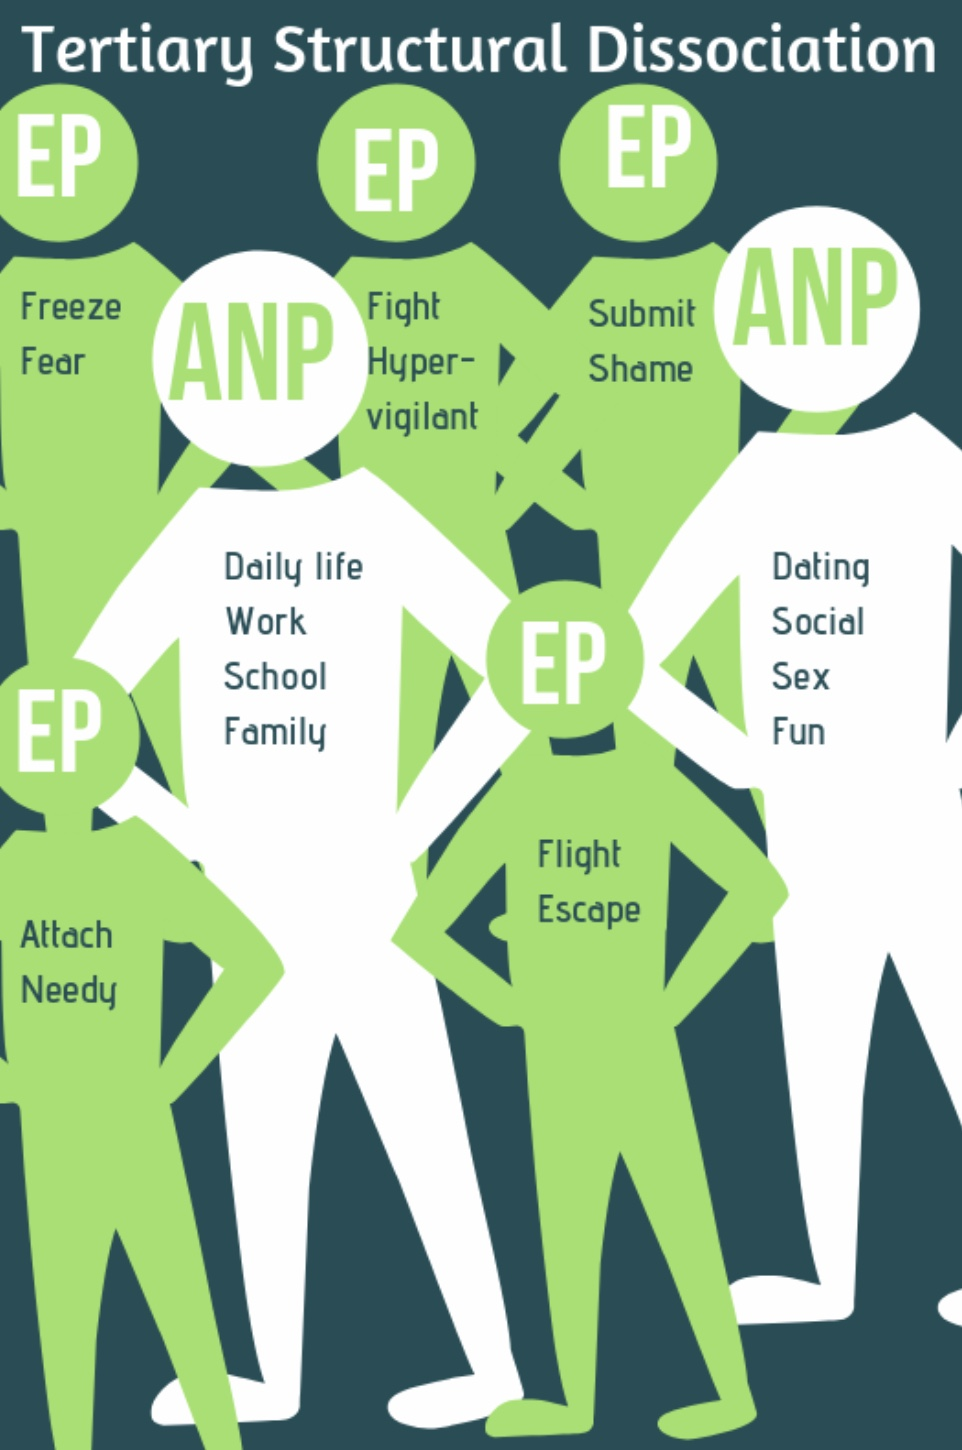 Tertiary Structural Dissociation
EP
Freeze
Fear
EP
Fight
Hyper-
vigilant
EP
Submit
Shame
ANP
Daily life
Work
School
Family
ANP
Dating
Social
Sex
Fun
EP
Attach
Needy
EP
Flight
Escape